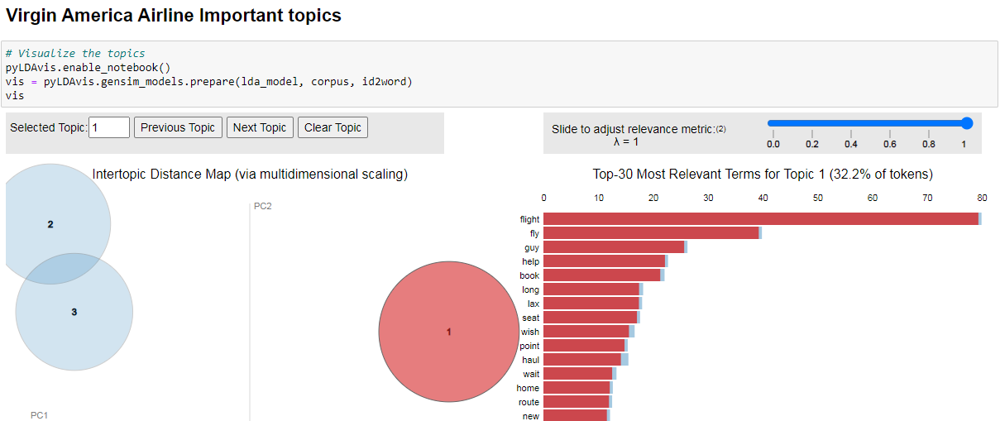 Virgin America Airline Important topics
# Visualize the topics
pyLDAvis.enable_notebook()
vis = pyLDAvis.gensim_models.prepare(lda_model, corpus, id2word)
vis
Selected Topic: 1 Previous Topic Next Topic Clear Topic
Slide to adjust relevance metric:(2)
λ = 1
0.0 0.2 0.4 0.6 0.8 1
Intertopic Distance Map (via multidimensional scaling)
PC2
2
3
1
PC1
Top-30 Most Relevant Terms for Topic 1 (32.2% of tokens)
0 10 20 30 40 50 60 70 80
flight
fly
guy
help
book
long
lax
seat
wish
point
haul
wait
home
route
new